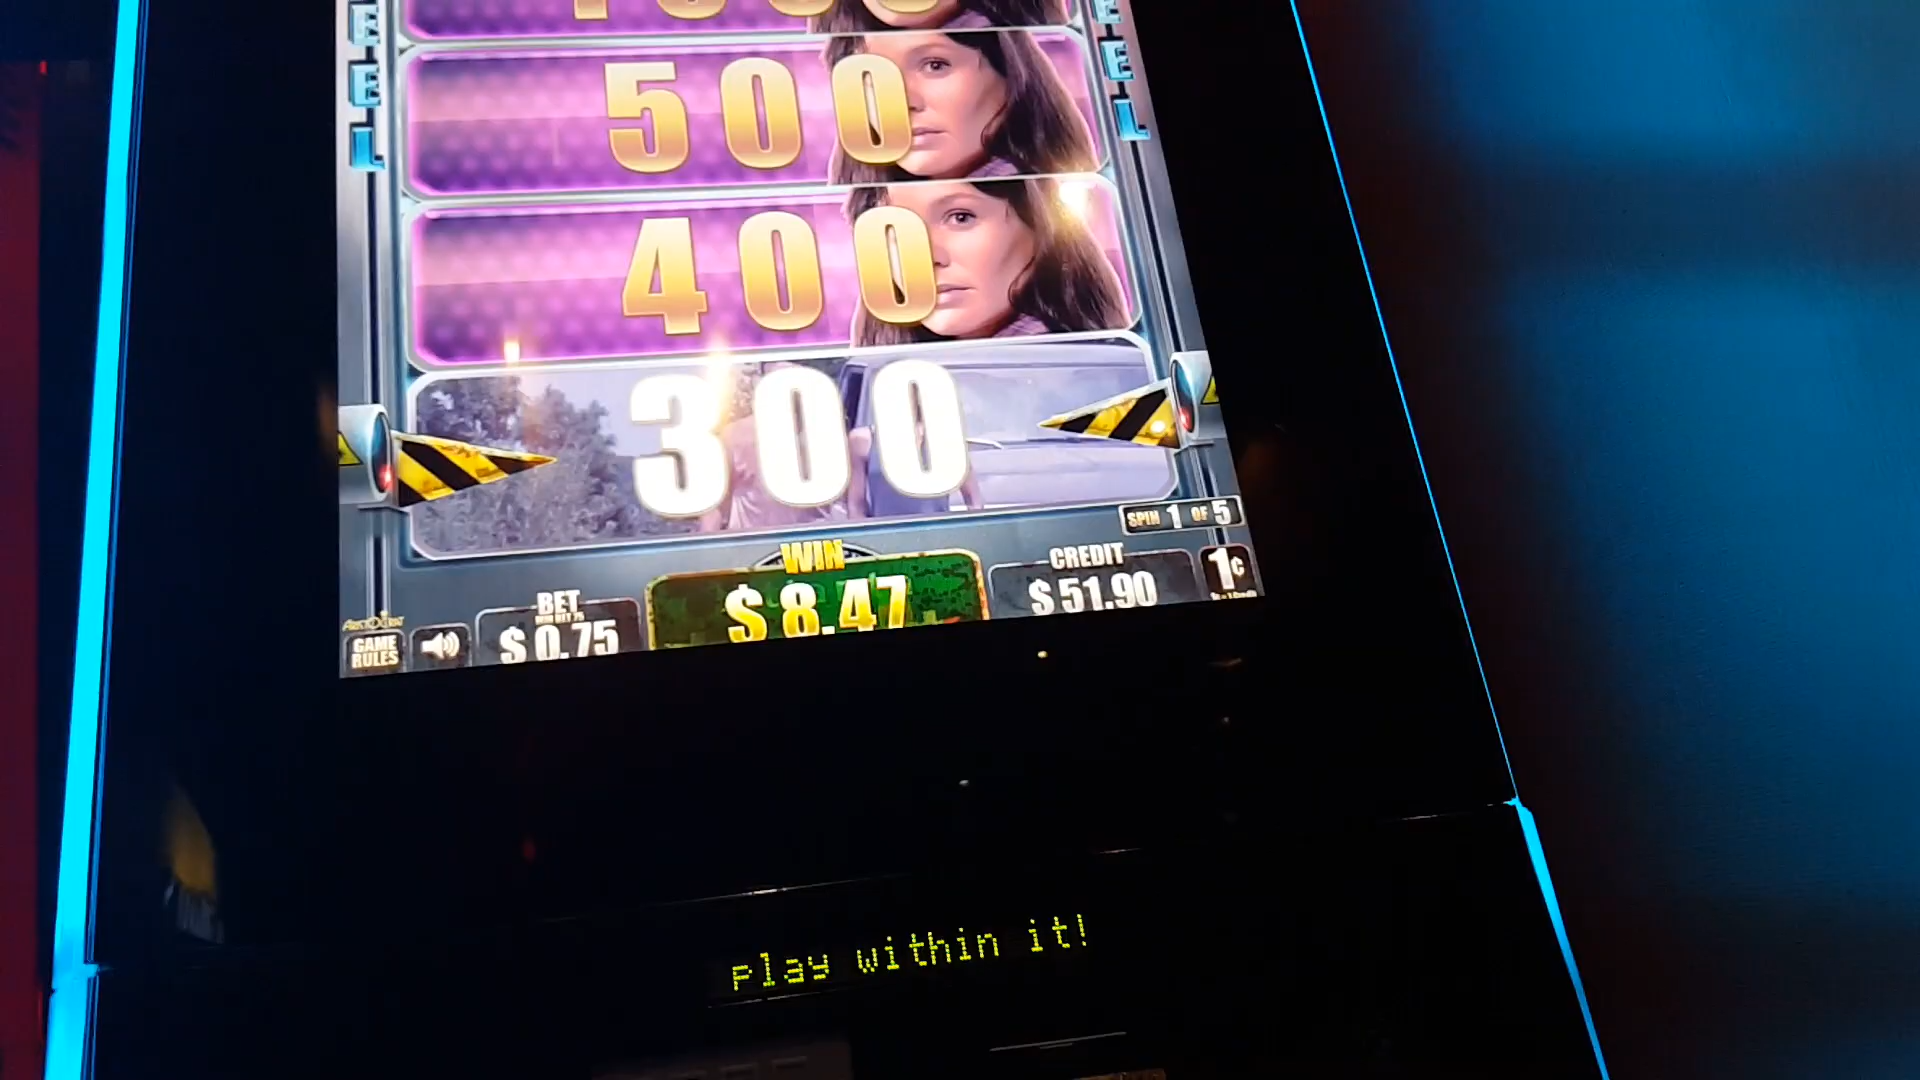 500
400
300
SPIN 1 OF 5
WIN
$8.47
CREDIT
$51.90
1¢
BET
$0.75
ARISTOCRAT
GAME RULES
Play within it!